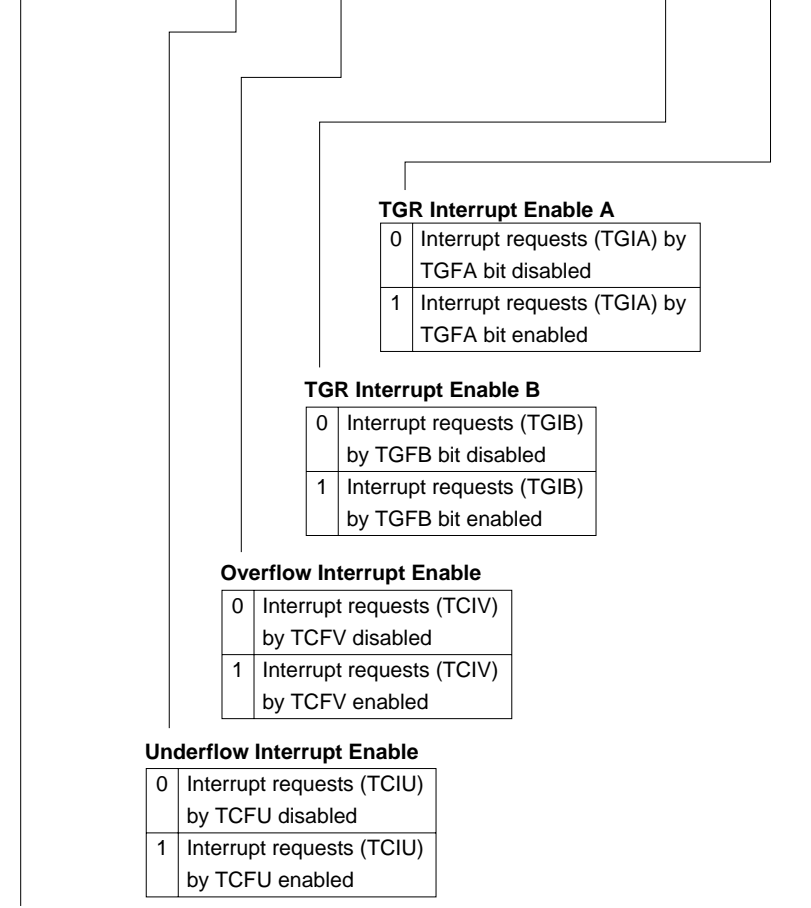 TGR Interrupt Enable A
0 Interrupt requests (TGIA) by
TGFA bit disabled
1 Interrupt requests (TGIA) by
TGFA bit enabled
TGR Interrupt Enable B
0 Interrupt requests (TGIB)
by TGFB bit disabled
1 Interrupt requests (TGIB)
by TGFB bit enabled
Overflow Interrupt Enable
0 Interrupt requests (TCIV)
by TCFV disabled
1 Interrupt requests (TCIV)
by TCFV enabled
Underflow Interrupt Enable
0 Interrupt requests (TCIU)
by TCFU disabled
1 Interrupt requests (TCIU)
by TCFU enabled